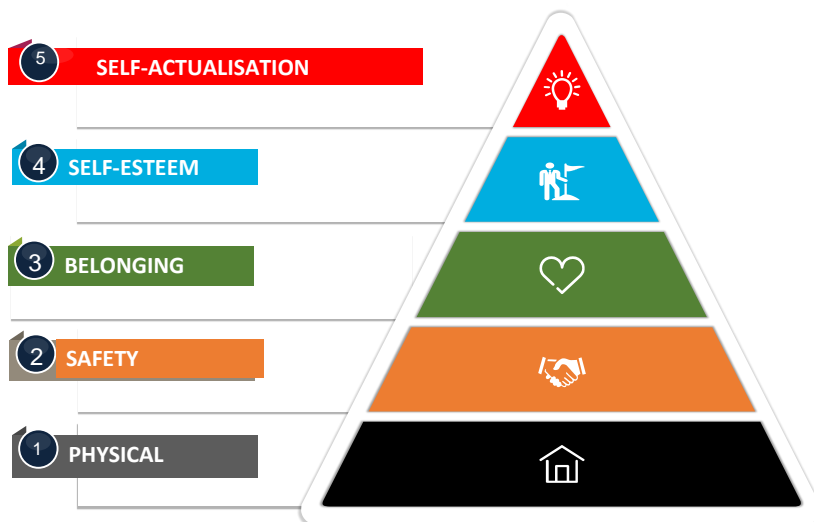 5 SELF-ACTUALISATION
4 SELF-ESTEEM
3 BELONGING
2 SAFETY
1 PHYSICAL